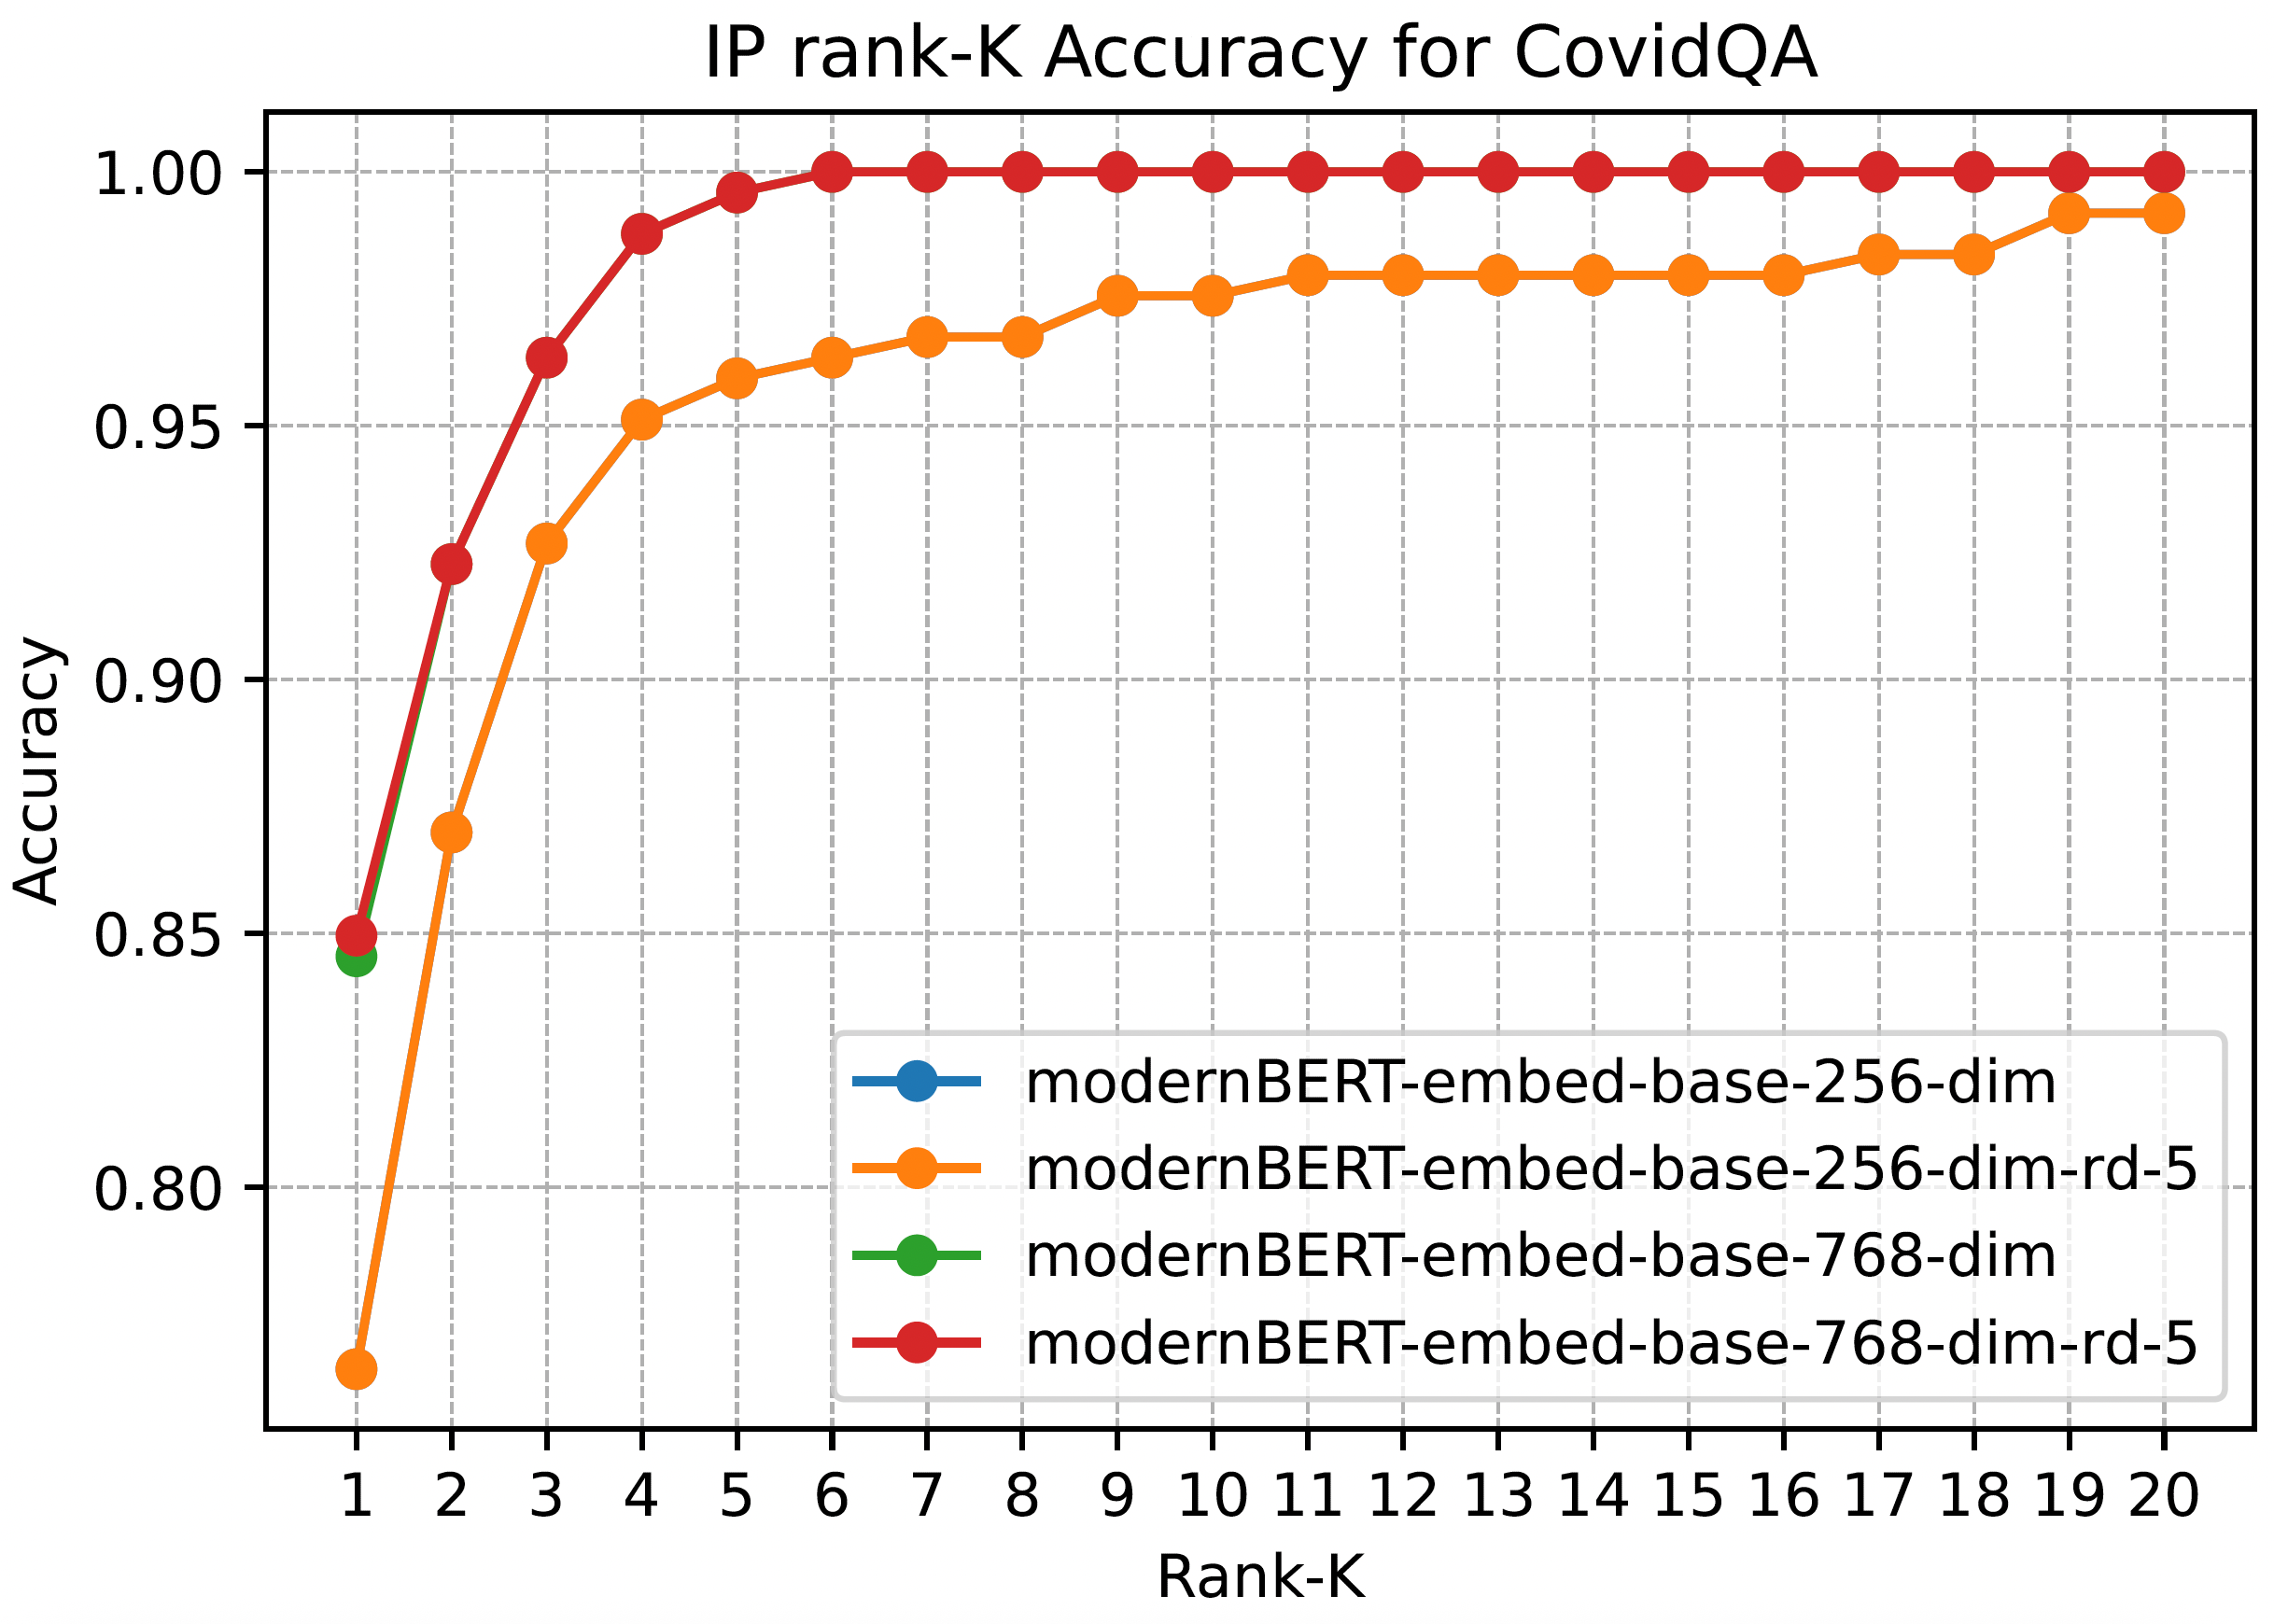 IP rank-K Accuracy for CovidQA
Accuracy
1.00
0.95
0.90
0.85
0.80
modernBERT-embed-base-256-dim
modernBERT-embed-base-256-dim-rd-5
modernBERT-embed-base-768-dim
modernBERT-embed-base-768-dim-rd-5
1 2 3 4 5 6 7 8 9 10 11 12 13 14 15 16 17 18 19 20
Rank-K